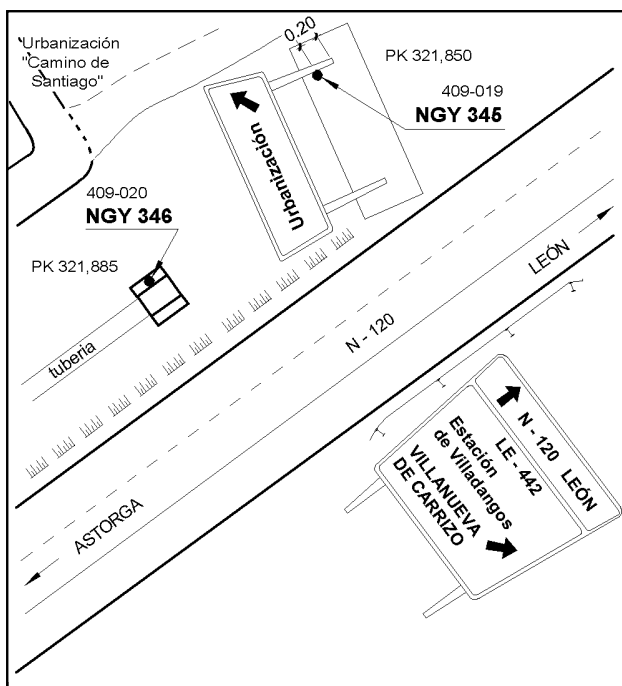 Urbanización
"Camino de
Santiago"
0.20
PK 321,850
409-019
NGY 345
Urbanización
409-020
NGY 346
PK 321,885
tuberia
LEÓN
N - 120
ASTORGA
N - 120 LEÓN
LE - 442
Estación
de Villadangos
VILLANUEVA
DE CARRIZO